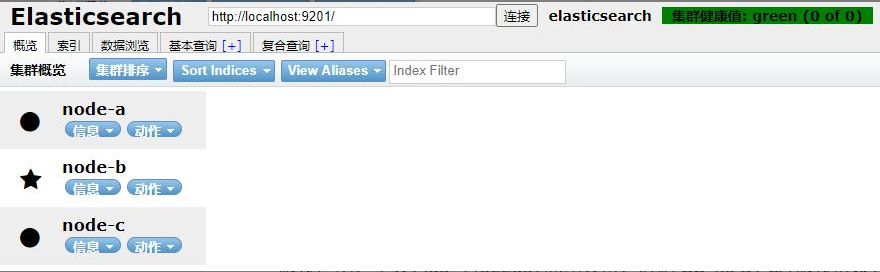 Elasticsearch http://localhost:9201/ 连接 elasticsearch 集群健康值: green (0 of 0)
概览 索引 数据浏览 基本查询 [+] 复合查询 [+]
集群概览 集群排序 Sort Indices View Aliases Index Filter
node-a
信息 动作
node-b
信息 动作
node-c
信息 动作